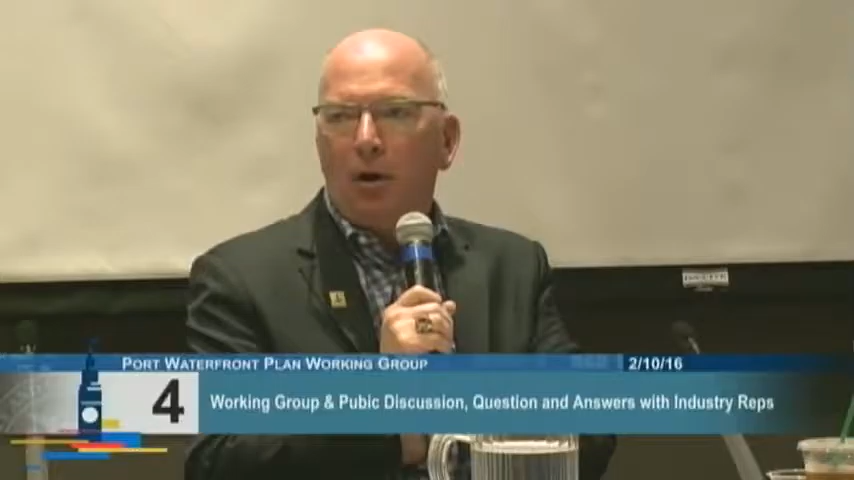 PORT WATERFRONT PLAN WORKING GROUP 2/10/16
4 Working Group & Pubic Discussion, Question and Answers with Industry Reps